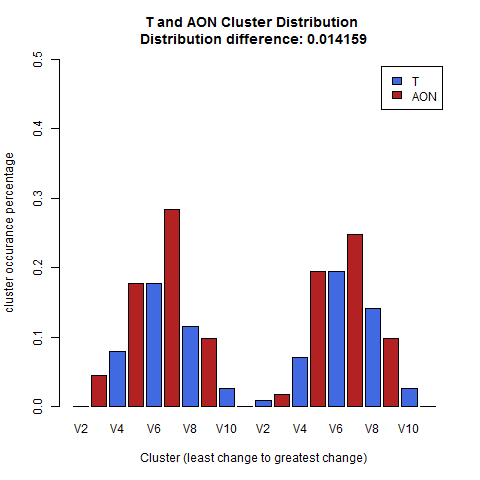 T and AON Cluster Distribution
Distribution difference: 0.014159
T
AON
cluster occurance percentage
0.5
0.4
0.3
0.2
0.1
0.0
V2 V4 V6 V8 V10 V2 V4 V6 V8 V10
Cluster (least change to greatest change)